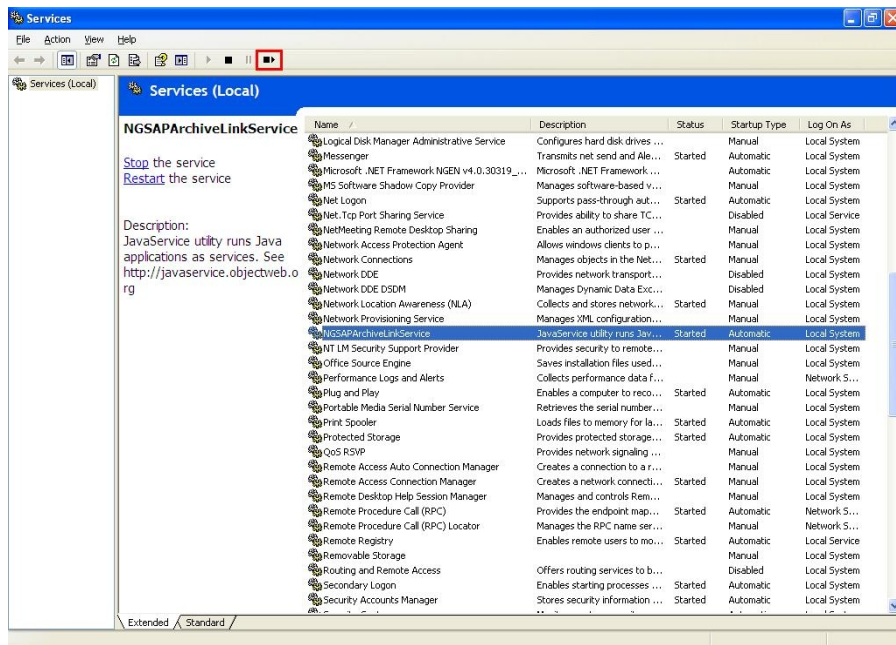 Services
File Action View Help
Services (Local)
Services (Local)
NGSAPArchiveLinkService
Stop the service
Restart the service
Description:
JavaService utility runs Java
applications as services. See
http://javaservice.objectweb.o
rg
Name Description Status Startup Type Log On As
Logical Disk Manager Administrative Service Configures hard disk drives ... Manual Local System
Messenger Transmits net send and Ale... Started Automatic Local System
Microsoft .NET Framework NGEN v4.0.30319_... Microsoft .NET Framework ... Automatic Local System
MS Software Shadow Copy Provider Manages software-based v... Manual Local System
Net Logon Supports pass-through aut... Started Automatic Local System
Net.Tcp Port Sharing Service Provides ability to share TC... Disabled Local Service
NetMeeting Remote Desktop Sharing Enables an authorized user ... Manual Local System
Network Access Protection Agent Allows windows clients to p... Manual Local System
Network Connections Manages objects in the Net... Started Manual Local System
Network DDE Provides network transport... Disabled Local System
Network DDE DSDM Manages Dynamic Data Exc... Disabled Local System
Network Location Awareness (NLA) Collects and stores network... Started Manual Local System
Network Provisioning Service Manages XML configuration... Manual Local System
NGSAPArchiveLinkService JavaService utility runs Jav... Started Automatic Local System
NT LM Security Support Provider Provides security to remote... Manual Local System
Office Source Engine Saves installation files used... Manual Local System
Performance Logs and Alerts Collects performance data f... Manual Network S...
Plug and Play Enables a computer to reco... Started Automatic Local System
Portable Media Serial Number Service Retrieves the serial number... Manual Local System
Print Spooler Loads files to memory for la... Started Automatic Local System
Protected Storage Provides protected storage... Started Automatic Local System
QoS RSVP Provides network signaling ... Manual Local System
Remote Access Auto Connection Manager Creates a connection to a r... Manual Local System
Remote Access Connection Manager Creates a network connecti... Started Manual Local System
Remote Desktop Help Session Manager Manages and controls Rem... Manual Local System
Remote Procedure Call (RPC) Provides the endpoint map... Started Automatic Network S...
Remote Procedure Call (RPC) Locator Manages the RPC name ser... Manual Network S...
Remote Registry Enables remote users to mo... Started Automatic Local Service
Removable Storage Manual Local System
Routing and Remote Access Offers routing services to b... Disabled Local System
Secondary Logon Enables starting processes ... Started Automatic Local System
Security Accounts Manager Stores security information ... Started Automatic Local System
Extended Standard